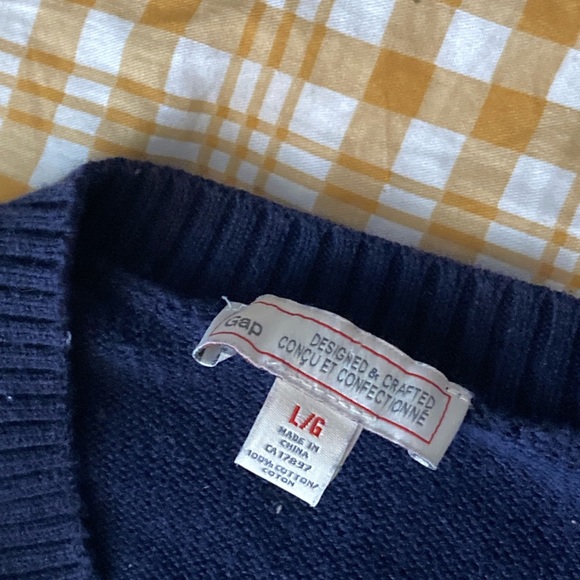 Gap
DESIGNED & CRAFTED
CONÇU ET CONFECTIONNÉ
L/G
MADE IN
CHINA
CA17897
100% COTTON/
COTON